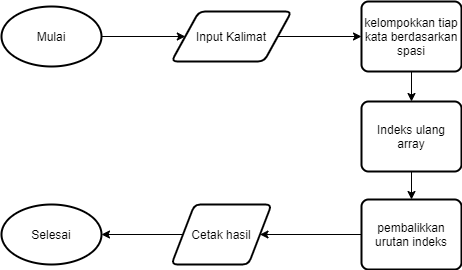 Mulai
Input Kalimat
kelompokkan tiap
kata berdasarkan
spasi
Indeks ulang
array
pembalikkan
urutan indeks
Cetak hasil
Selesai